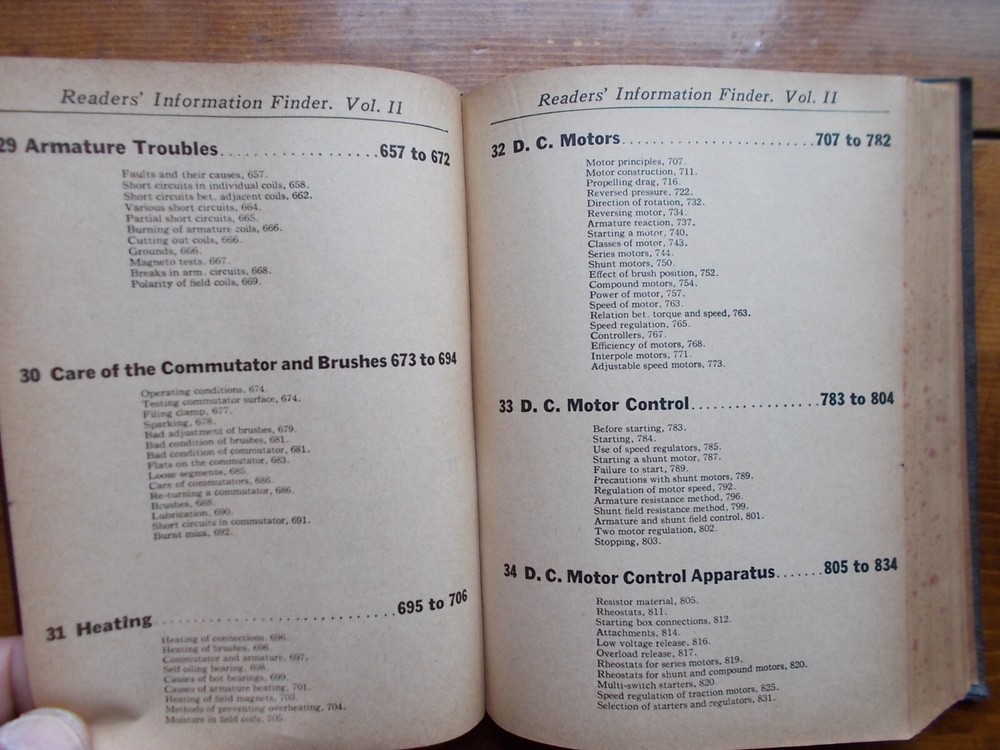 Readers' Information Finder. Vol. II
29 Armature Troubles..................657 to 672
Faults and their causes, 657.
Short circuits in individual coils, 658.
Short circuits bet. adjacent coils, 662.
Various short circuits, 664.
Partial short circuits, 665.
Burning of armature coils, 666.
Cutting out coils, 666.
Grounds, 666.
Magneto tests. 667.
Breaks in arm. circuits, 668.
Polarity of field coils, 669.
30 Care of the Commutator and Brushes 673 to 694
Operating conditions, 674.
Testing commutator surface, 674.
Filing clamp, 677.
Sparking, 678.
Bad adjustment of brushes, 679.
Bad condition of brushes, 681.
Bad condition of commutator, 681.
Flats on the commutator, 683.
Loose segments, 685.
Care of commutators, 686.
Re-turning a commutator, 686.
Brushes, 688.
Lubrication, 690.
Short circuits in commutator, 691.
Burnt mica, 692.
31 Heating............................695 to 706
Heating of connections, 696.
Heating of brushes, 696.
Commutator and armature, 697.
Self oiling bearing, 698.
Causes of hot bearings, 699.
Causes of armature heating, 701.
Heating of field magnets, 703.
Methods of preventing overheating, 704.
Moisture in field coils, 705.
Readers' Information Finder. Vol. II
32 D. C. Motors........................707 to 782
Motor principles, 707.
Motor construction, 711.
Propelling drag, 716.
Reversed pressure, 722.
Direction of rotation, 732.
Reversing motor, 734.
Armature reaction, 737.
Starting a motor, 740.
Classes of motor, 743.
Series motors, 744.
Shunt motors, 750.
Effect of brush position, 752.
Compound motors, 754.
Power of motor, 757.
Speed of motor, 763.
Relation bet. torque and speed, 763.
Speed regulation, 765.
Controllers, 767.
Efficiency of motors, 768.
Interpole motors, 771.
Adjustable speed motors, 773.
33 D. C. Motor Control................783 to 804
Before starting, 783.
Starting, 784.
Use of speed regulators, 785.
Starting a shunt motor, 787.
Failure to start, 789.
Precautions with shunt motors, 789.
Regulation of motor speed, 792.
Armature resistance method, 796.
Shunt field resistance method, 799.
Armature and shunt field control, 801.
Two motor regulation, 802.
Stopping, 803.
34 D. C. Motor Control Apparatus.......805 to 834
Resistor material, 805.
Rheostats, 811.
Starting box connections, 812.
Attachments, 814.
Low voltage release, 816.
Overload release, 817.
Rheostats for series motors, 819.
Rheostats for shunt and compound motors, 820.
Multi-switch starters, 820.
Speed regulation of traction motors, 825.
Selection of starters and regulators, 831.